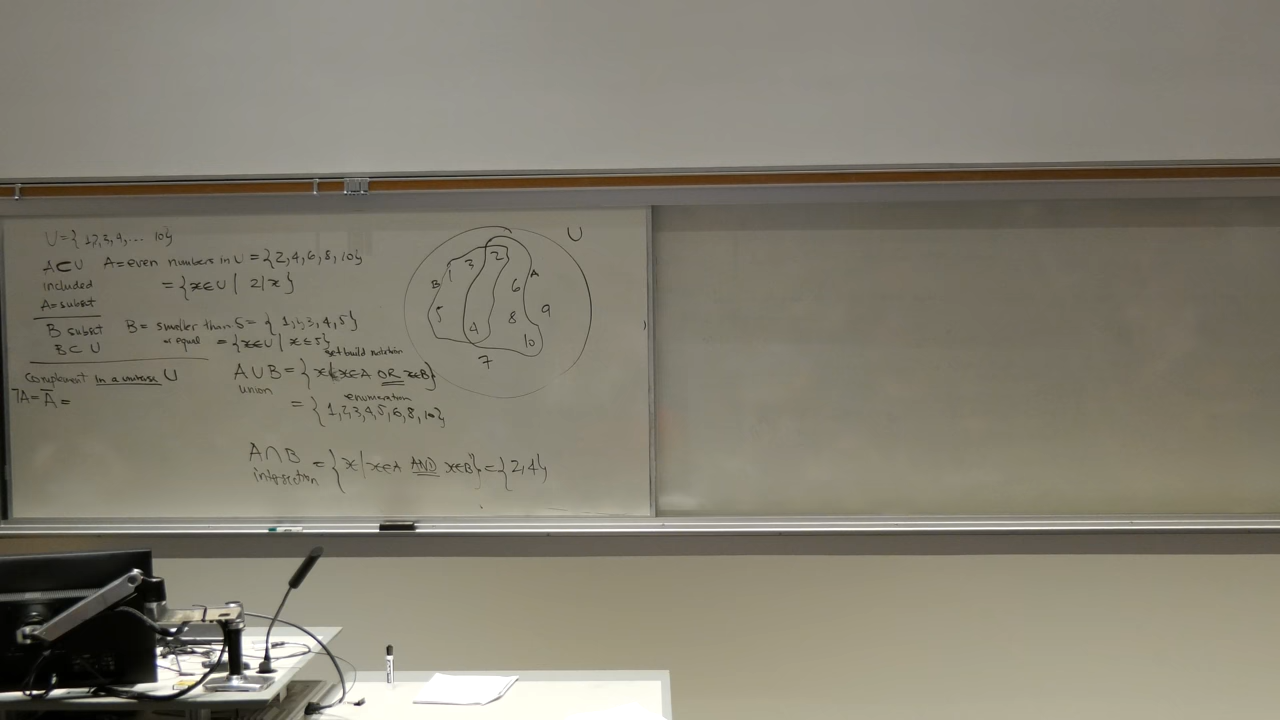 U={1,2,3,4,... 10}
A⊂U A=even numbers in U = {2,4,6,8,10}
included = {x∈U | 2|x}
A=subset
B subset B= smaller than 5= {1,2,3,4,5}
B⊂U or equal = {x∈U | x≤5}
set build notation
Complement in a universe U
¬A=A̅=
A∪B = {x|x∈A OR x∈B}
union
enumeration
= {1,2,3,4,5,6,8,10}
A∩B = {x|x∈A AND x∈B}={2,4}
intersection
U
B 1 3 2 A
5 6 9
4 8 10
7